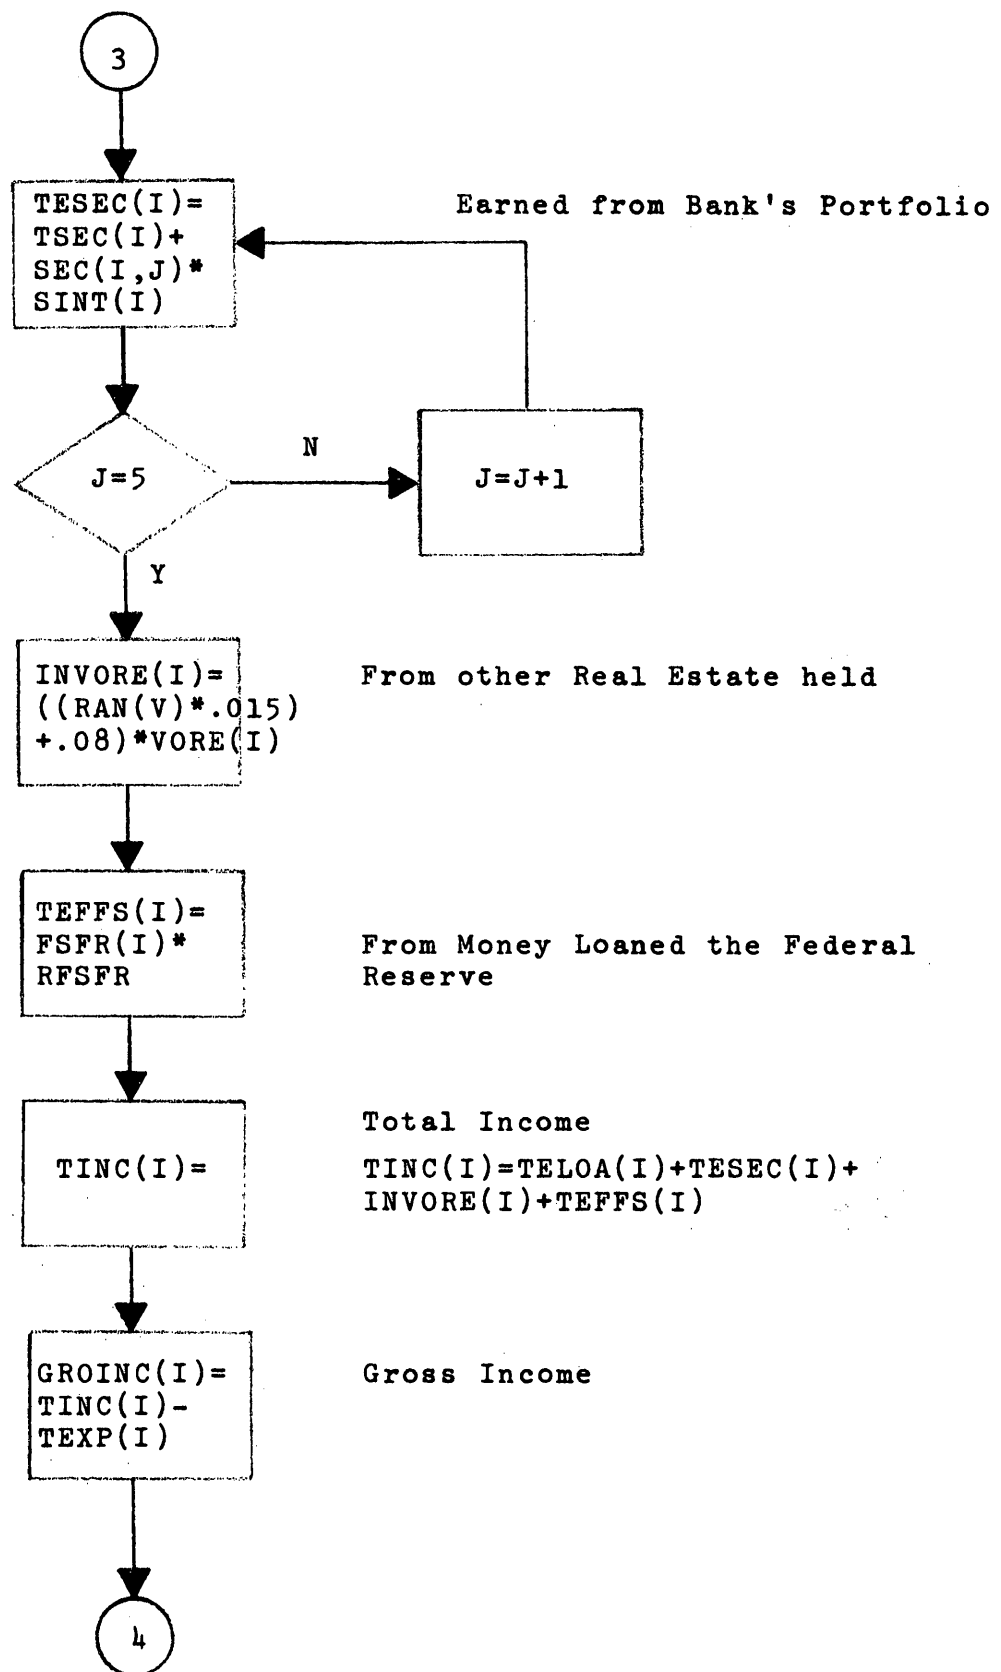 3
TESEC(I)=
TSEC(I)+
SEC(I,J)*
SINT(I)
Earned from Bank's Portfolio
J=5
N
J=J+1
Y
INVORE(I)=
((RAN(V)*.015)
+.08)*VORE(I)
From other Real Estate held
TEFFS(I)=
FSFR(I)*
RFSFR
From Money Loaned the Federal
Reserve
TINC(I)=
Total Income
TINC(I)=TELOA(I)+TESEC(I)+
INVORE(I)+TEFFS(I)
GROINC(I)=
TINC(I)-
TEXP(I)
Gross Income
4